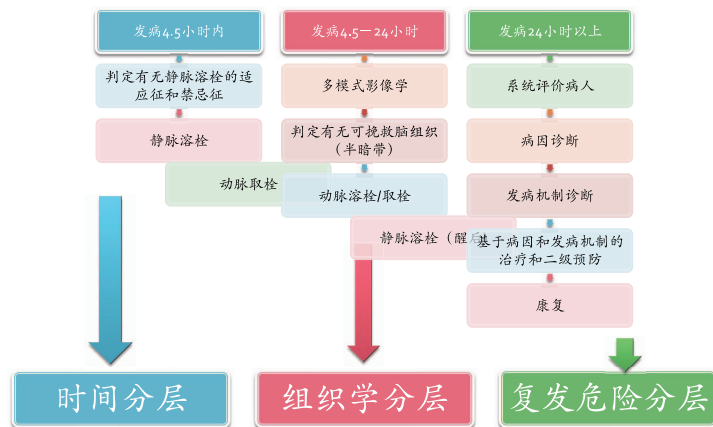 发病4.5小时内
判定有无静脉溶栓的适
应征和禁忌征
静脉溶栓
动脉取栓
发病4.5—24小时
多模式影像学
判定有无可挽救脑组织
（半暗带）
动脉溶栓/取栓
静脉溶栓（醒后
发病24小时以上
系统评价病人
病因诊断
发病机制诊断
基于病因和发病机制的
治疗和二级预防
康复
时间分层
组织学分层
复发危险分层